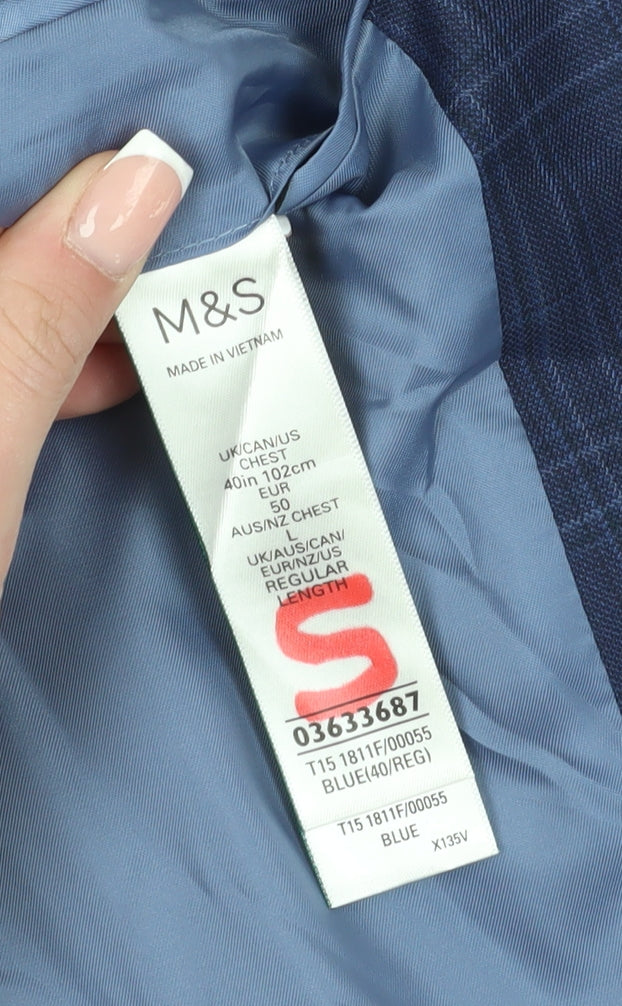 M&S
MADE IN VIETNAM
UK/CAN/US
CHEST
40in 102cm
EUR
50
AUS/NZ CHEST
L
UK/AUS/CAN/
EUR/NZ/US
REGULAR
LENGTH
S
03633687
T15 1811F/00055
BLUE(40/REG)
T15 1811F/00055
BLUE
X135V